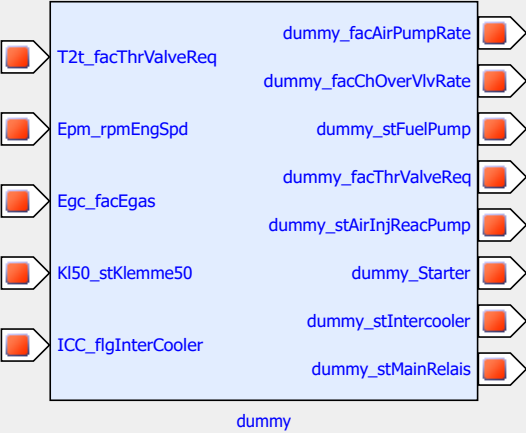 T2t_facThrValveReq
Epm_rpmEngSpd
Egc_facEgas
Kl50_stKlemme50
ICC_flgInterCooler
dummy_facAirPumpRate
dummy_facChOverVlvRate
dummy_stFuelPump
dummy_facThrValveReq
dummy_stAirInjReacPump
dummy_Starter
dummy_stIntercooler
dummy_stMainRelais
dummy